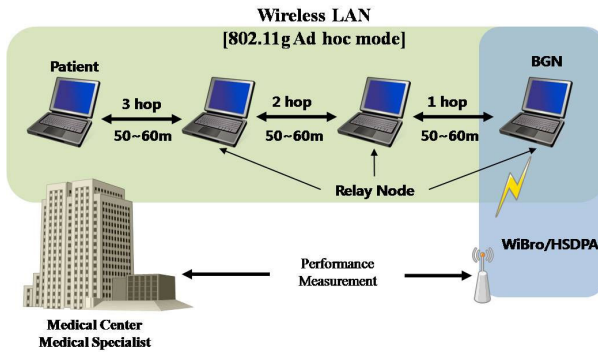 Wireless LAN
[802.11g Ad hoc mode]
Patient
BGN
3 hop
2 hop
1 hop
50~60m
50~60m
50~60m
Relay Node
WiBro/HSDPA
Performance
Measurement
Medical Center
Medical Specialist